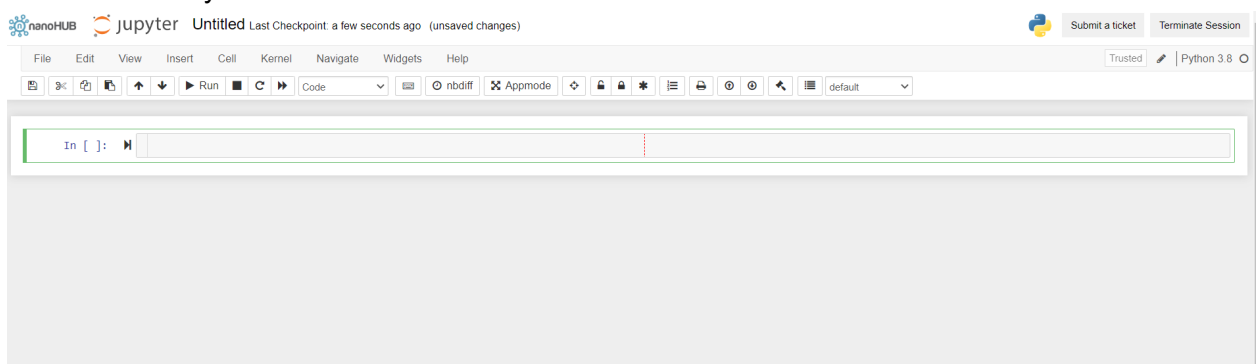 nanoHUB jupyter Untitled Last Checkpoint: a few seconds ago (unsaved changes) Submit a ticket Terminate Session
File Edit View Insert Cell Kernel Navigate Widgets Help Trusted Python 3.8
Run Code nbdiff Appmode default
In [ ]: